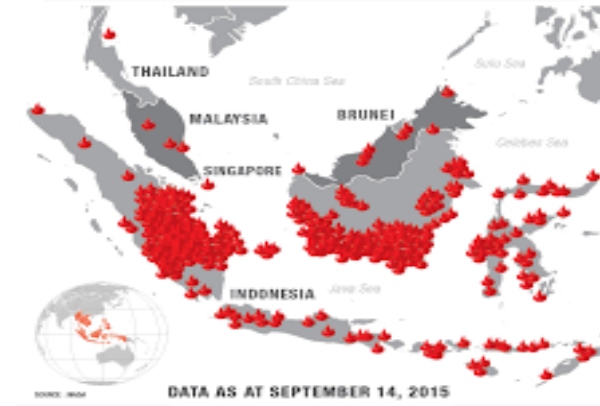 THAILAND
South China Sea
Sulu Sea
MALAYSIA
BRUNEI
Celebes Sea
SINGAPORE
INDONESIA
Java Sea
SOURCE: NASA
DATA AS AT SEPTEMBER 14, 2015